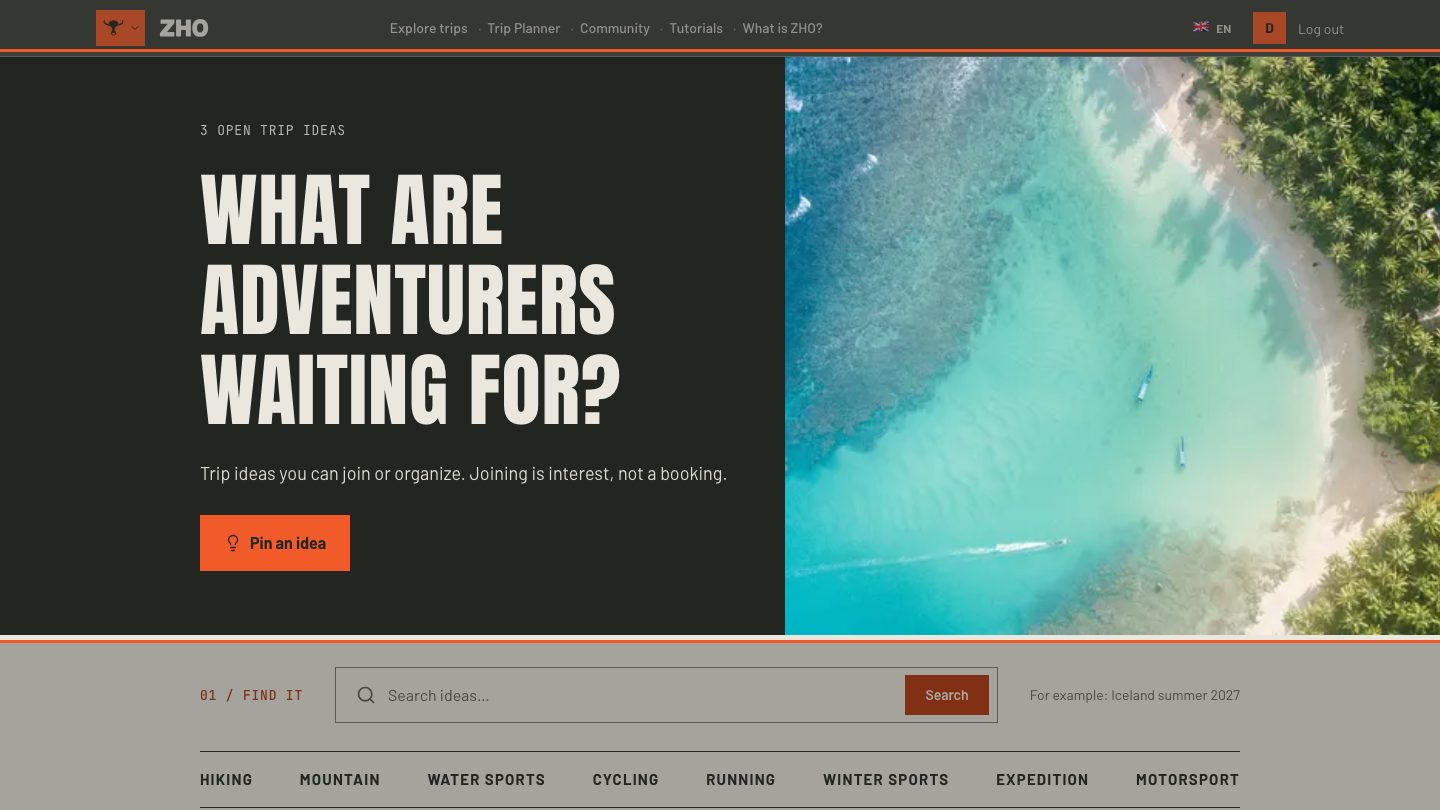 ZHO
Explore trips · Trip Planner · Community · Tutorials · What is ZHO?
EN
D
Log out
3 OPEN TRIP IDEAS
WHAT ARE
ADVENTURERS
WAITING FOR?
Trip ideas you can join or organize. Joining is interest, not a booking.
Pin an idea
01 / FIND IT
Search ideas...
Search
For example: Iceland summer 2027
HIKING MOUNTAIN WATER SPORTS CYCLING RUNNING WINTER SPORTS EXPEDITION MOTORSPORT